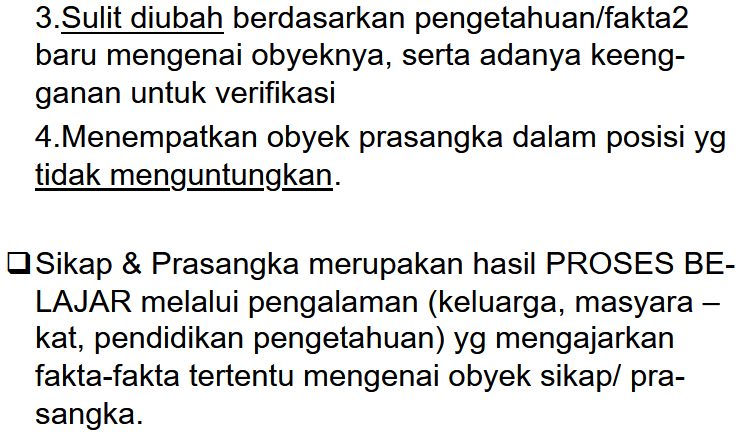 3.Sulit diubah berdasarkan pengetahuan/fakta2
baru mengenai obyeknya, serta adanya keeng-
ganan untuk verifikasi
4.Menempatkan obyek prasangka dalam posisi yg
tidak menguntungkan.
❑Sikap & Prasangka merupakan hasil PROSES BE-
LAJAR melalui pengalaman (keluarga, masyara –
kat, pendidikan pengetahuan) yg mengajarkan
fakta-fakta tertentu mengenai obyek sikap/ pra-
sangka.